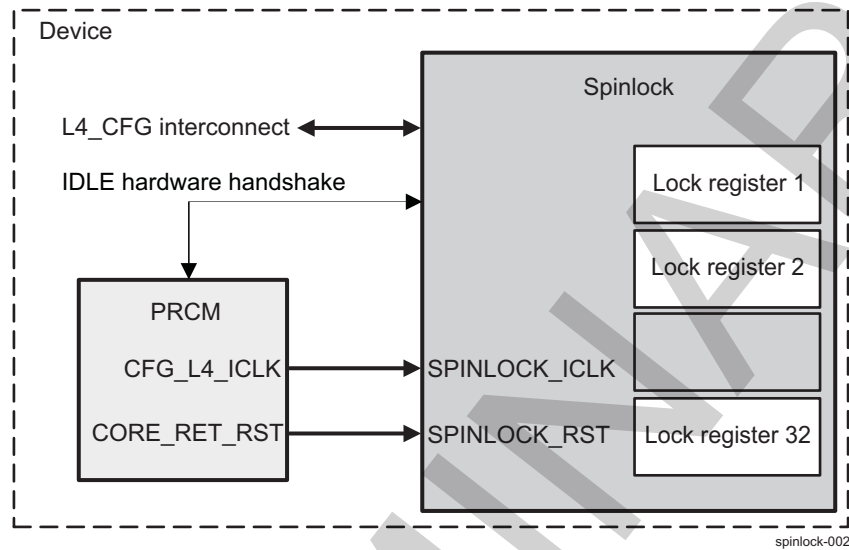 Device
Spinlock
L4_CFG interconnect
IDLE hardware handshake
Lock register 1
Lock register 2
PRCM
CFG_L4_ICLK
SPINLOCK_ICLK
CORE_RET_RST
SPINLOCK_RST
Lock register 32
spinlock-002